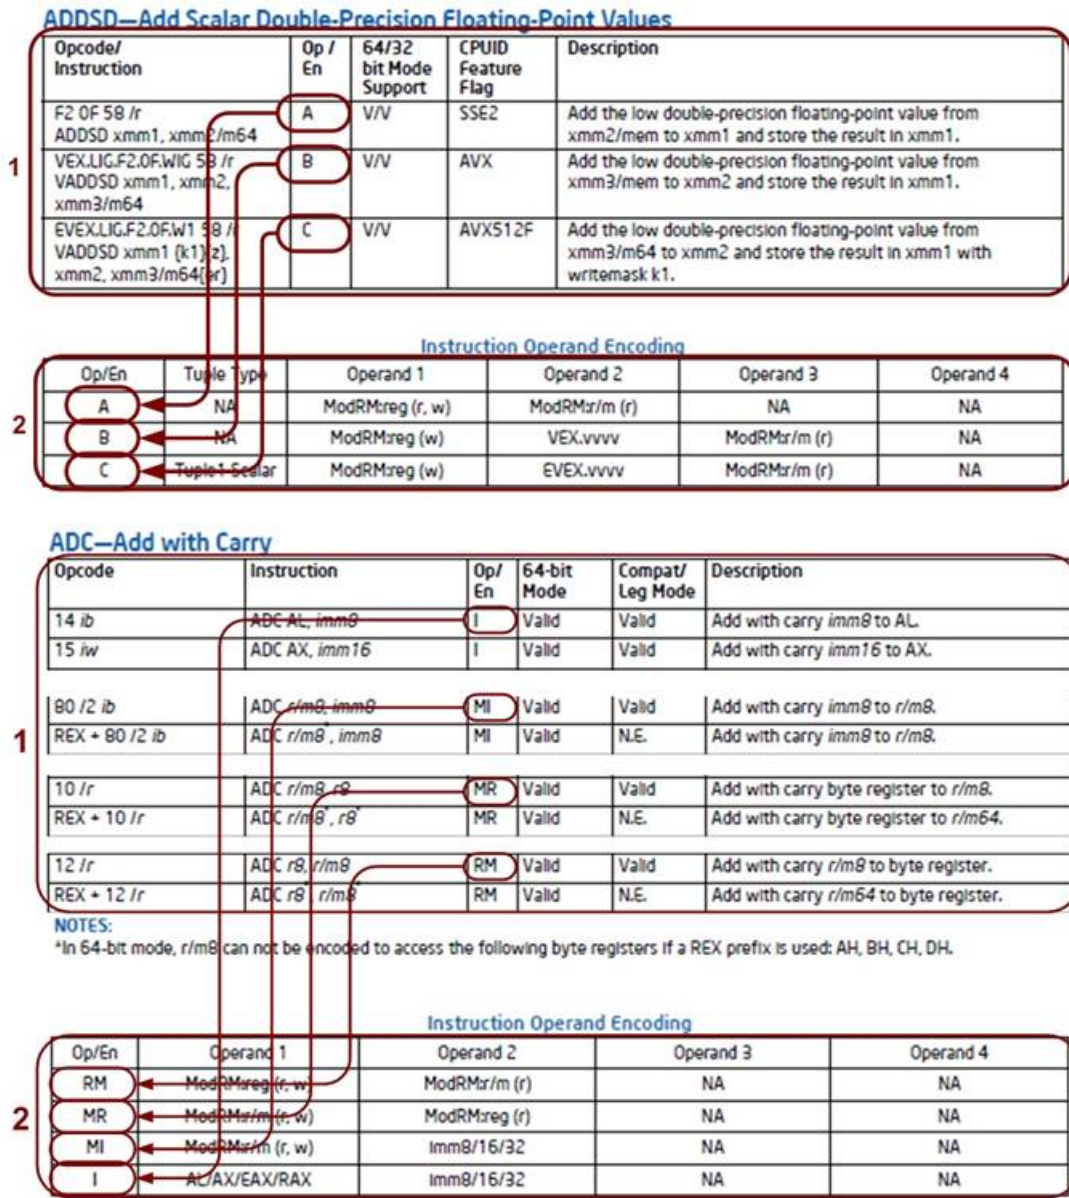 ADDSD—Add Scalar Double-Precision Floating-Point Values
Opcode/ Op / 64/32 CPUID Description
Instruction En bit Mode Feature
Support Flag
F2 0F 58 /r A V/V SSE2 Add the low double-precision floating-point value from
ADDSD xmm1, xmm2/m64 xmm2/mem to xmm1 and store the result in xmm1.
1
VEX.LIG.F2.0F.WIG 58 /r B V/V AVX Add the low double-precision floating-point value from
VADDSD xmm1, xmm2, xmm3/mem to xmm2 and store the result in xmm1.
xmm3/m64
EVEX.LIG.F2.0F.W1 58 /r C V/V AVX512F Add the low double-precision floating-point value from
VADDSD xmm1 {k1}{z}, xmm3/m64 to xmm2 and store the result in xmm1 with
xmm2, xmm3/m64{er} writemask k1.
Instruction Operand Encoding
Op/En Tuple Type Operand 1 Operand 2 Operand 3 Operand 4
A NA ModRM:reg (r, w) ModRM:r/m (r) NA NA
2
B NA ModRM:reg (w) VEX.vvvv ModRM:r/m (r) NA
C Tuple1 Scalar ModRM:reg (w) EVEX.vvvv ModRM:r/m (r) NA
ADC—Add with Carry
Opcode Instruction Op/ 64-bit Compat/ Description
En Mode Leg Mode
14 ib ADC AL, imm8 I Valid Valid Add with carry imm8 to AL.
15 iw ADC AX, imm16 I Valid Valid Add with carry imm16 to AX.
80 /2 ib ADC r/m8, imm8 MI Valid Valid Add with carry imm8 to r/m8.
1
REX + 80 /2 ib ADC r/m8*, imm8 MI Valid N.E. Add with carry imm8 to r/m8.
10 /r ADC r/m8, r8 MR Valid Valid Add with carry byte register to r/m8.
REX + 10 /r ADC r/m8*, r8* MR Valid N.E. Add with carry byte register to r/m64.
12 /r ADC r8, r/m8 RM Valid Valid Add with carry r/m8 to byte register.
REX + 12 /r ADC r8*, r/m8* RM Valid N.E. Add with carry r/m64 to byte register.
NOTES:
*In 64-bit mode, r/m8 can not be encoded to access the following byte registers if a REX prefix is used: AH, BH, CH, DH.
Instruction Operand Encoding
Op/En Operand 1 Operand 2 Operand 3 Operand 4
RM ModRM:reg (r, w) ModRM:r/m (r) NA NA
2
MR ModRM:r/m (r, w) ModRM:reg (r) NA NA
MI ModRM:r/m (r, w) imm8/16/32 NA NA
I AL/AX/EAX/RAX imm8/16/32 NA NA